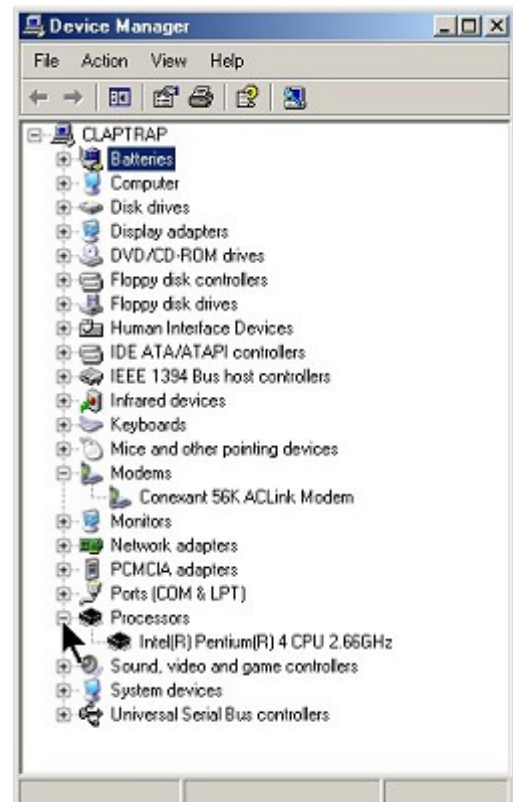 Device Manager
File Action View Help
CLAPTRAP
Batteries
Computer
Disk drives
Display adapters
DVD/CD-ROM drives
Floppy disk controllers
Floppy disk drives
Human Interface Devices
IDE ATA/ATAPI controllers
IEEE 1394 Bus host controllers
Infrared devices
Keyboards
Mice and other pointing devices
Modems
Conexant 56K ACLink Modem
Monitors
Network adapters
PCMCIA adapters
Ports (COM & LPT)
Processors
Intel(R) Pentium(R) 4 CPU 2.66GHz
Sound, video and game controllers
System devices
Universal Serial Bus controllers